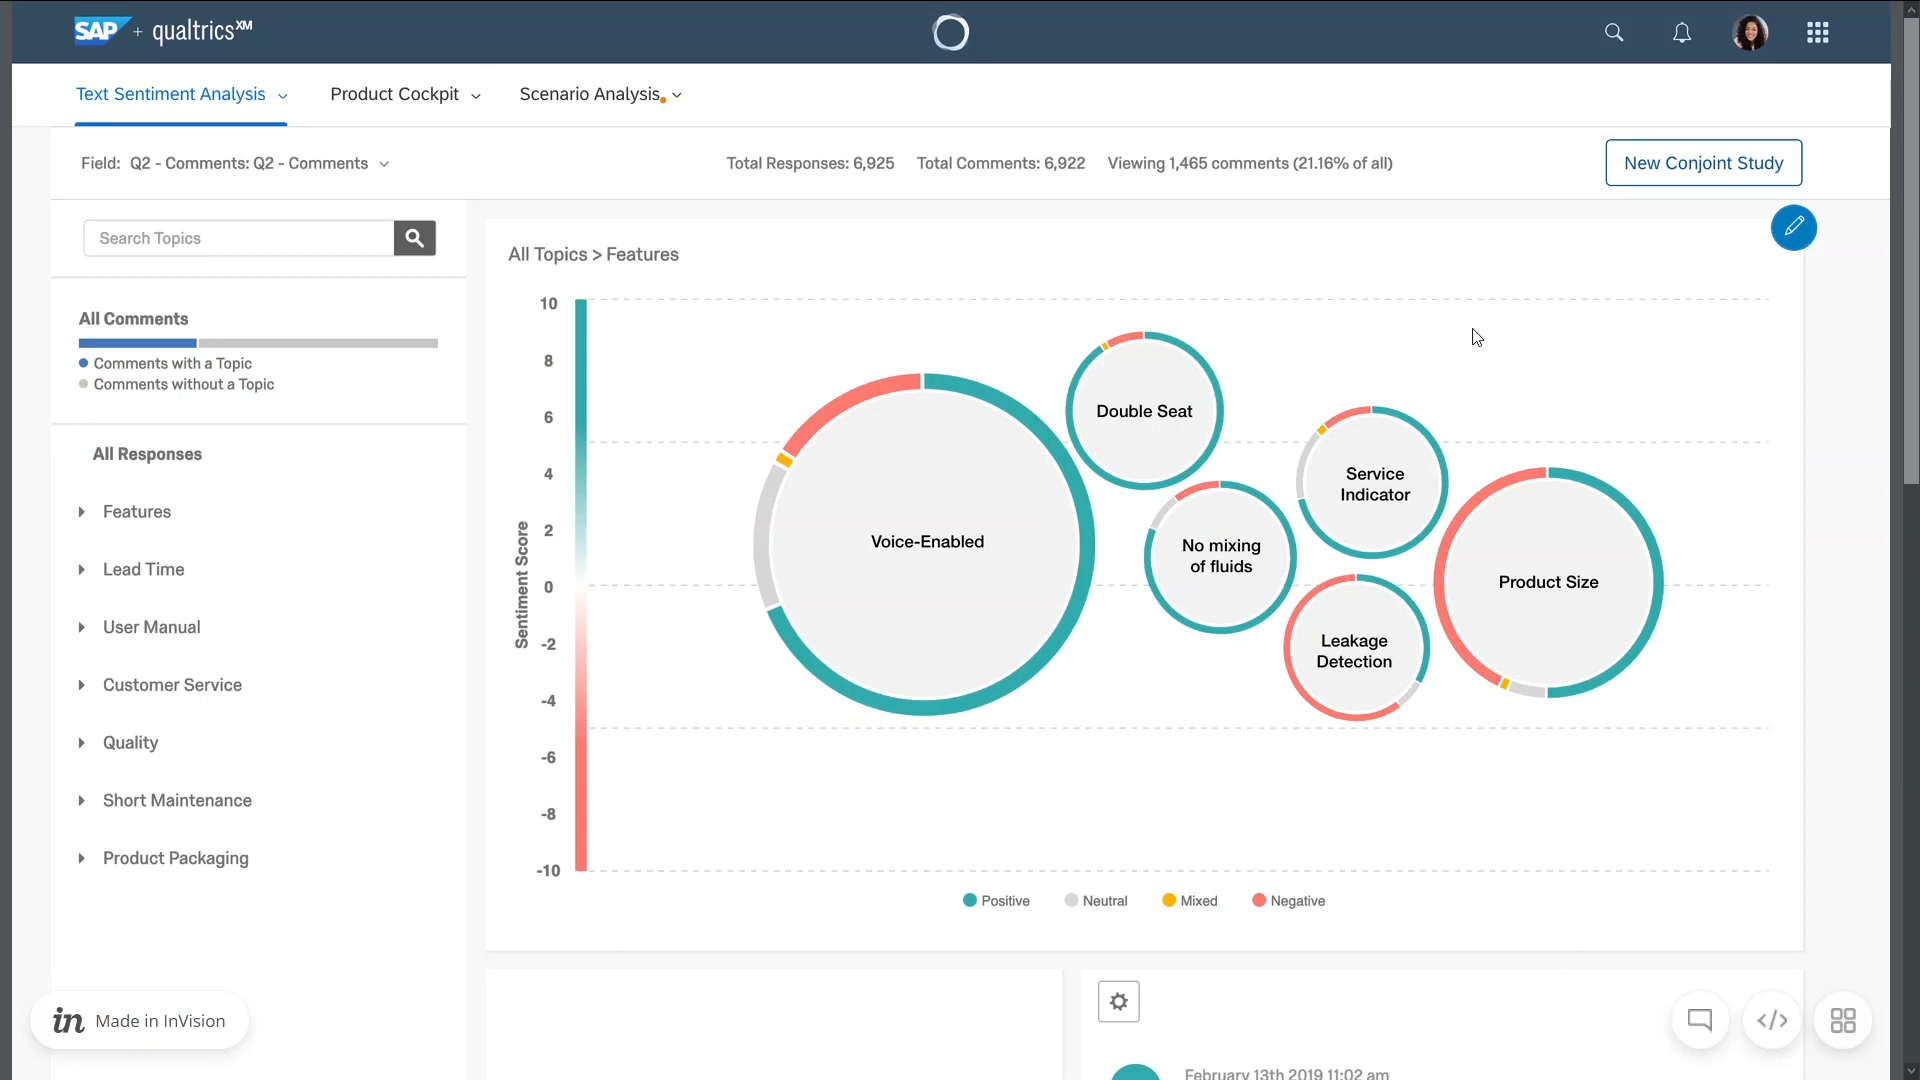 SAP + qualtricsXM
Text Sentiment Analysis Product Cockpit Scenario Analysis
Field: Q2 - Comments: Q2 - Comments Total Responses: 6,925 Total Comments: 6,922 Viewing 1,465 comments (21.16% of all) New Conjoint Study
Search Topics
All Comments
Comments with a Topic
Comments without a Topic
All Responses
Features
Lead Time
User Manual
Customer Service
Quality
Short Maintenance
Product Packaging
All Topics > Features
Sentiment Score
10
8
6
4
2
0
-2
-4
-6
-8
-10
Voice-Enabled
Double Seat
No mixing
of fluids
Service
Indicator
Leakage
Detection
Product Size
Positive Neutral Mixed Negative
February 13th 2019 11:02 am
in Made in InVision